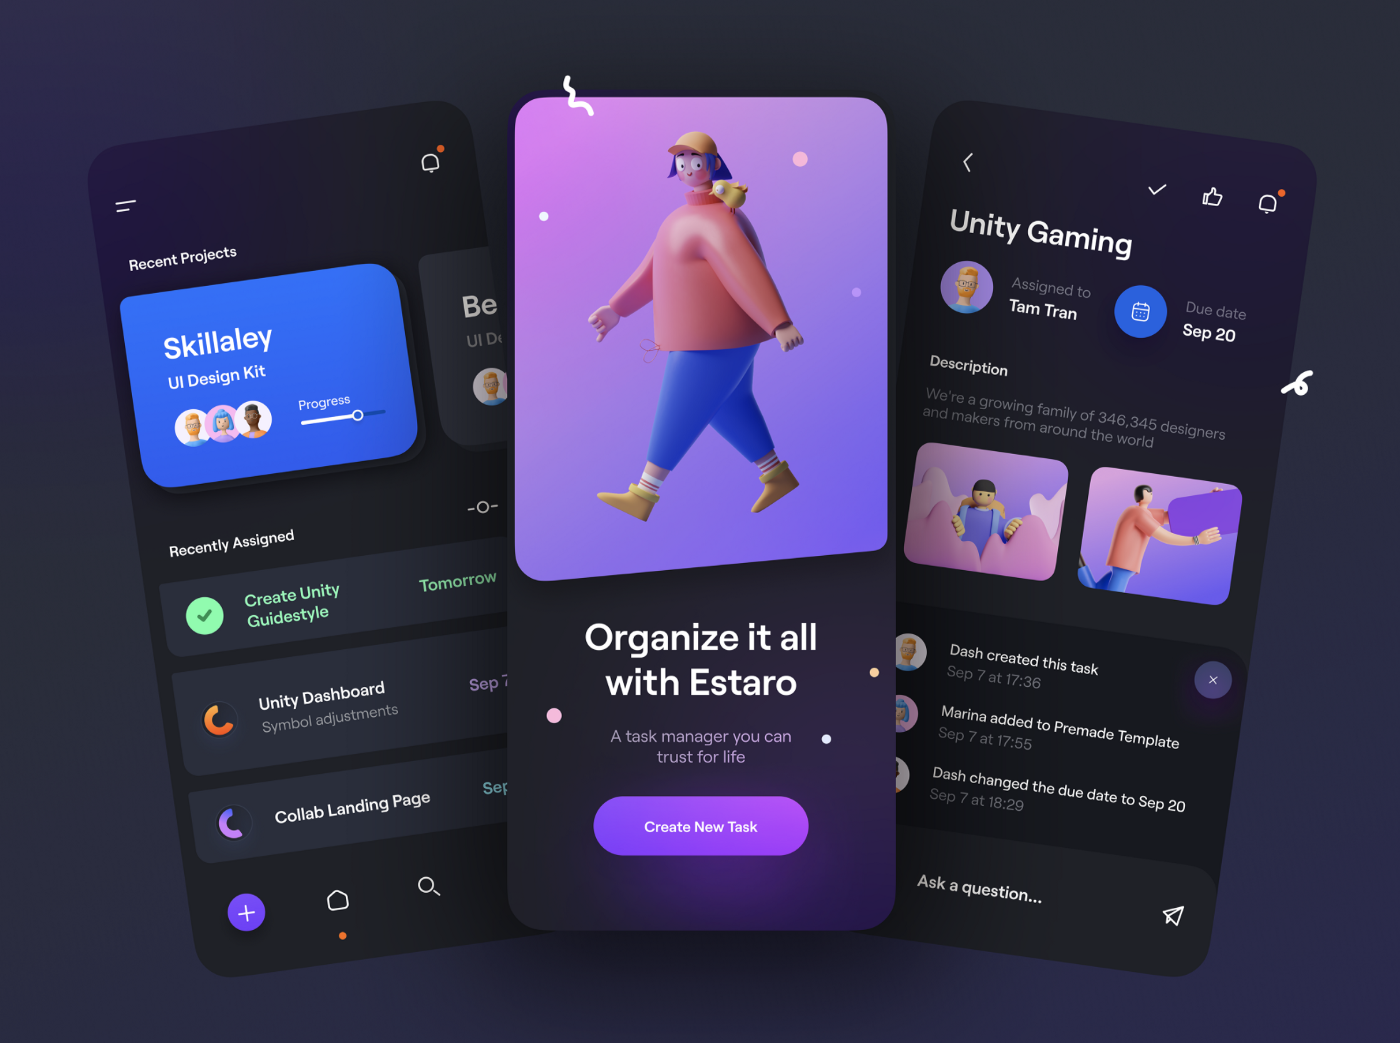 Recent Projects
Skillaley
UI Design Kit
Progress
Be
UI De
Recently Assigned
Create Unity
Guidestyle
Tomorrow
Unity Dashboard
Symbol adjustments
Sep 7
Collab Landing Page
Sep
Organize it all
with Estaro
A task manager you can
trust for life
Create New Task
Unity Gaming
Assigned to
Tam Tran
Due date
Sep 20
Description
We're a growing family of 346,345 designers
and makers from around the world
Dash created this task
Sep 7 at 17:36
Marina added to Premade Template
Sep 7 at 17:55
Dash changed the due date to Sep 20
Sep 7 at 18:29
Ask a question...